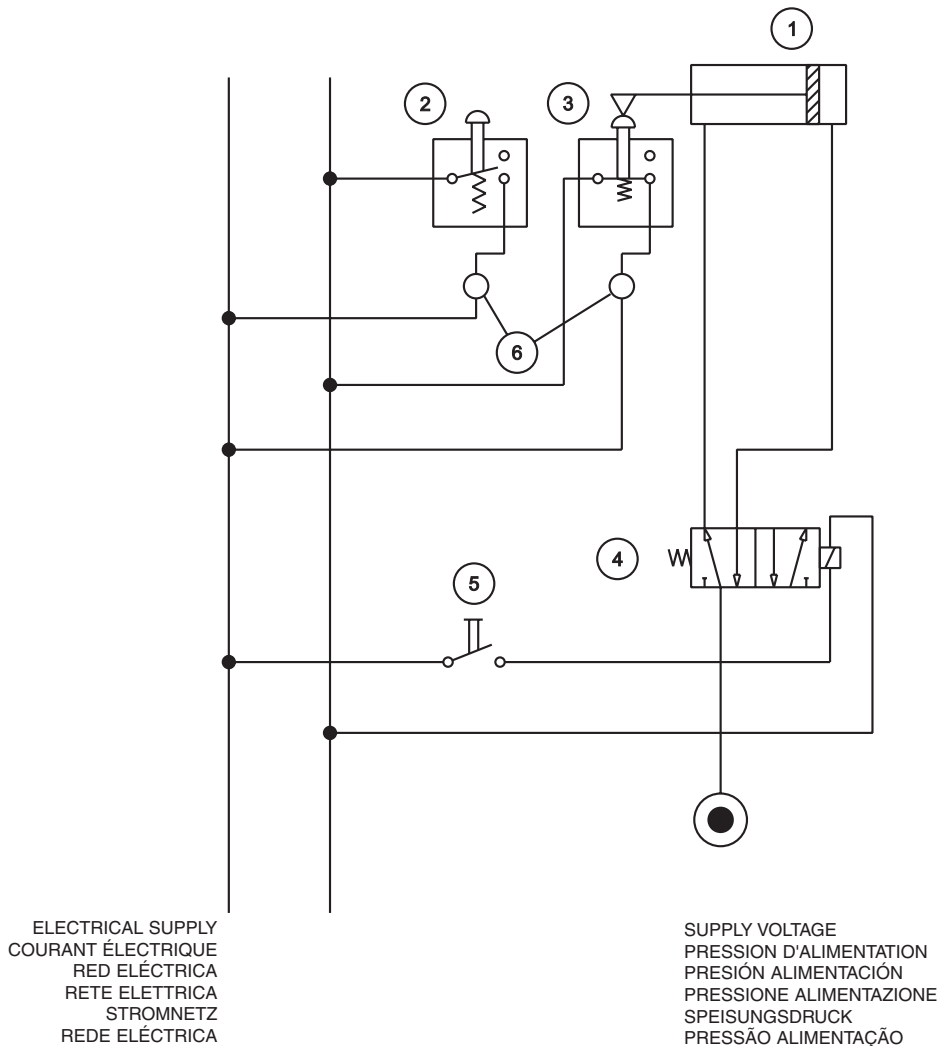 1
2
3
6
4
5
ELECTRICAL SUPPLY
COURANT ÉLECTRIQUE
RED ELÉCTRICA
RETE ELETTRICA
STROMNETZ
REDE ELÉCTRICA
SUPPLY VOLTAGE
PRESSION D'ALIMENTATION
PRESIÓN ALIMENTACIÓN
PRESSIONE ALIMENTAZIONE
SPEISUNGSDRUCK
PRESSÃO ALIMENTAÇÃO